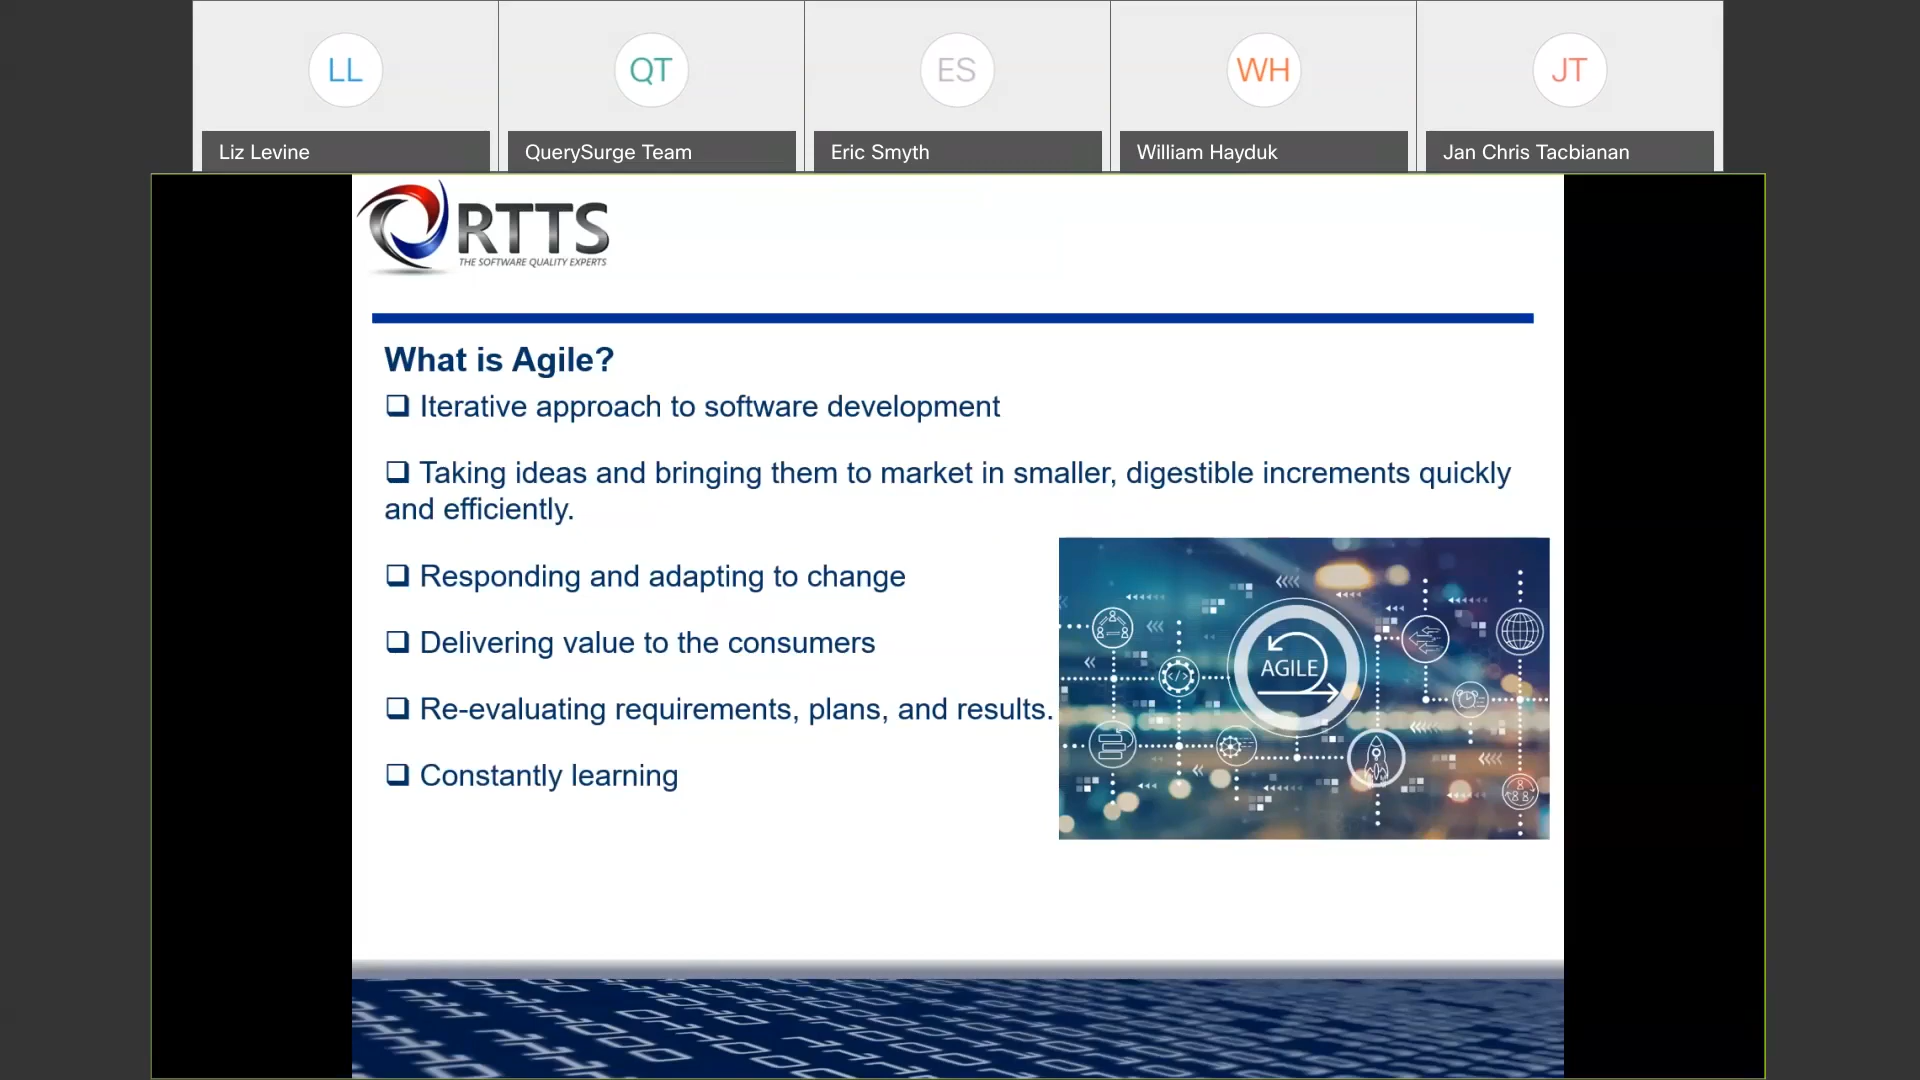 LL
QT
ES
WH
JT
Liz Levine
QuerySurge Team
Eric Smyth
William Hayduk
Jan Chris Tacbianan
RTTS
THE SOFTWARE QUALITY EXPERTS
What is Agile?
❑ Iterative approach to software development
❑ Taking ideas and bringing them to market in smaller, digestible increments quickly
and efficiently.
❑ Responding and adapting to change
❑ Delivering value to the consumers
❑ Re-evaluating requirements, plans, and results.
❑ Constantly learning
AGILE